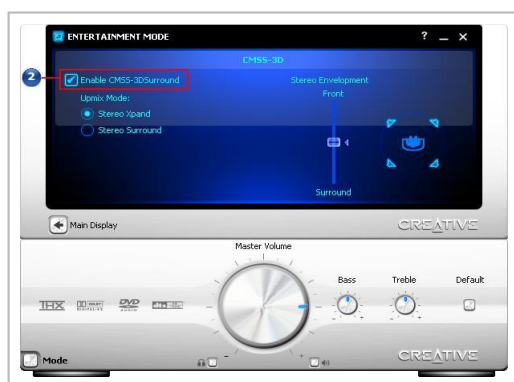 ENTERTAINMENT MODE
? _ X
CMSS-3D
2
Enable CMSS-3DSurround
Stereo Envelopment
Upmix Mode:
Front
Stereo Xpand
Stereo Surround
Surround
Main Display
CREATIVE
Master Volume
Bass
Treble
Default
THX
DVD
AUDIO
- +
- +
- +
Mode
CREATIVE